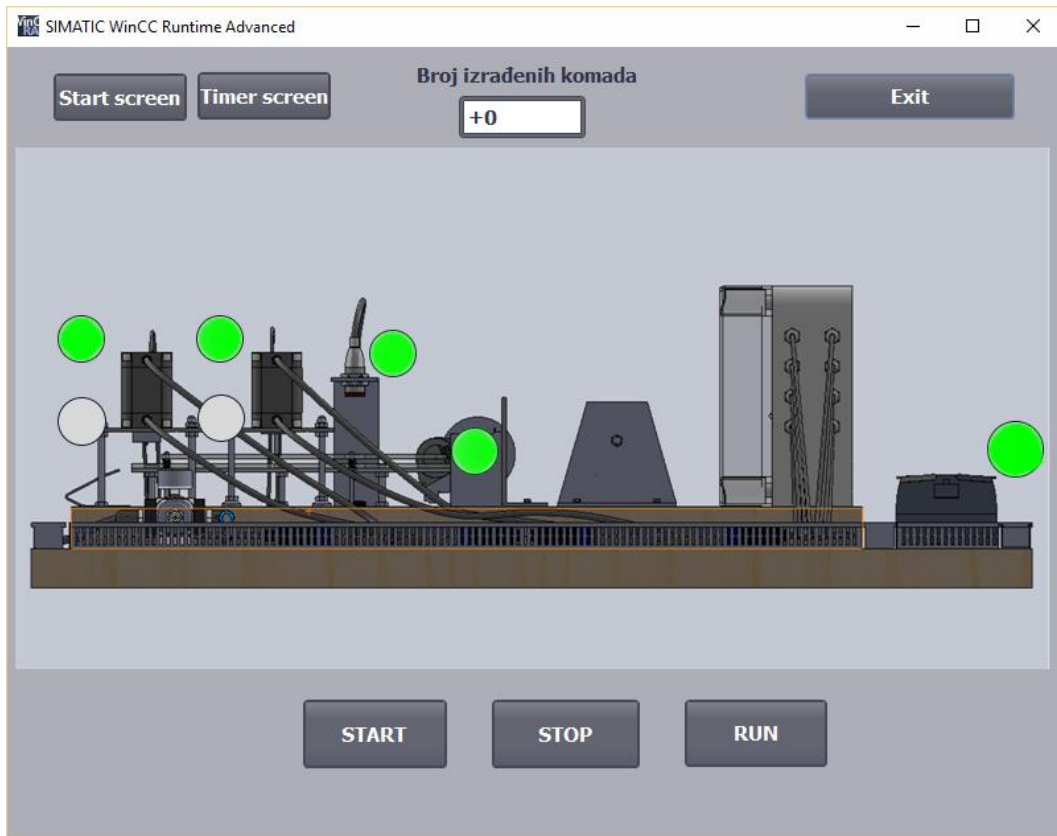 SIMATIC WinCC Runtime Advanced
Start screen
Timer screen
Broj izrađenih komada
+0
Exit
START
STOP
RUN